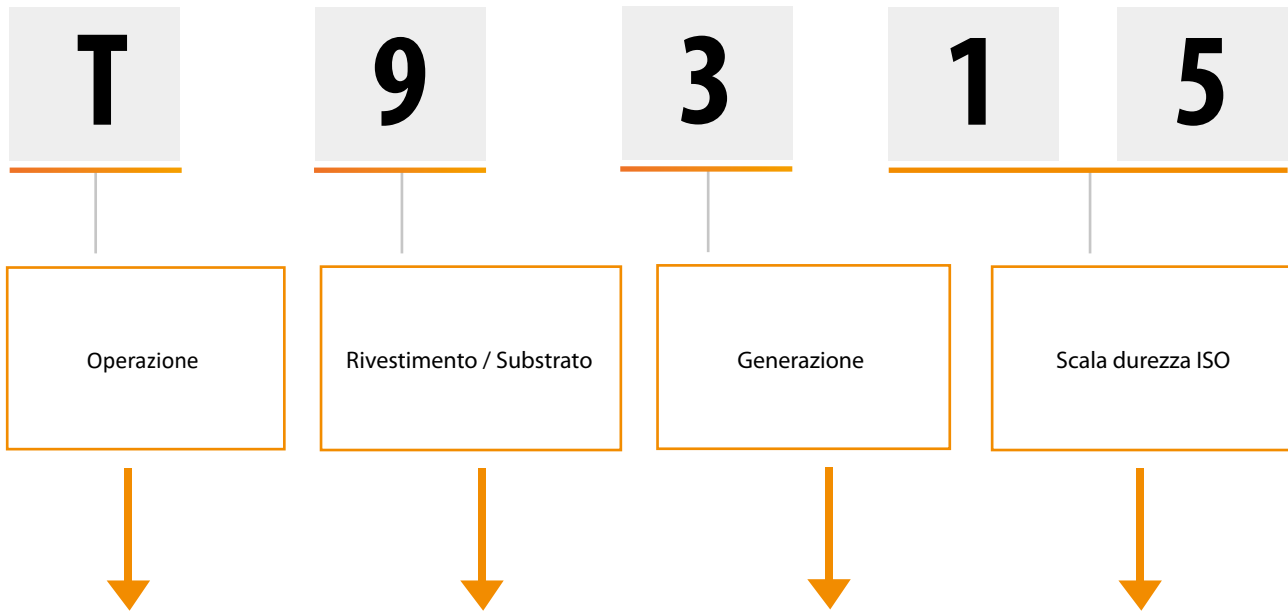 T 9 3 1 5
Operazione
Rivestimento / Substrato
Generazione
Scala durezza ISO